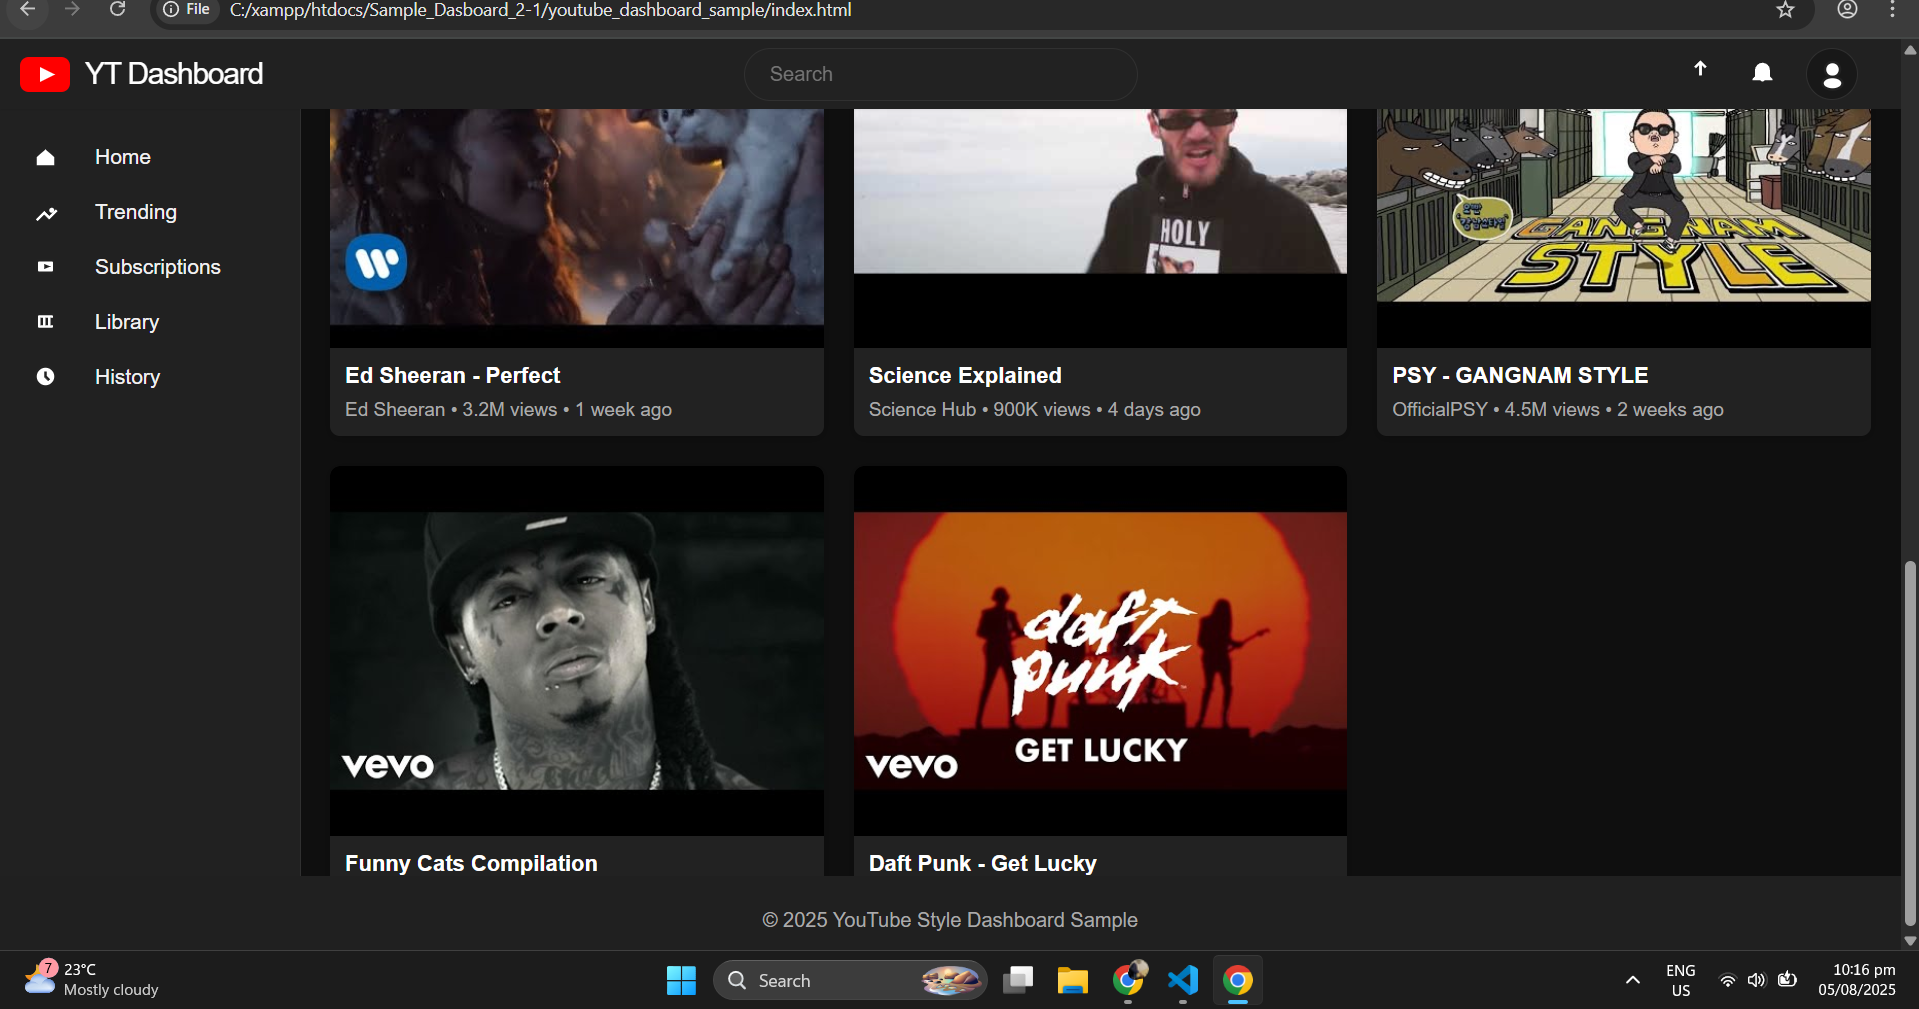 File C:/xampp/htdocs/Sample_Dasboard_2-1/youtube_dashboard_sample/index.html
YT Dashboard
Search
Home
Trending
Subscriptions
Library
History
HOLY
GANGNAM
STYLE
Ed Sheeran - Perfect
Ed Sheeran • 3.2M views • 1 week ago
Science Explained
Science Hub • 900K views • 4 days ago
PSY - GANGNAM STYLE
OfficialPSY • 4.5M views • 2 weeks ago
vevo
daft
punk
GET LUCKY
vevo
Funny Cats Compilation
Daft Punk - Get Lucky
© 2025 YouTube Style Dashboard Sample
7
23°C
Mostly cloudy
Search
ENG
US
10:16 pm
05/08/2025